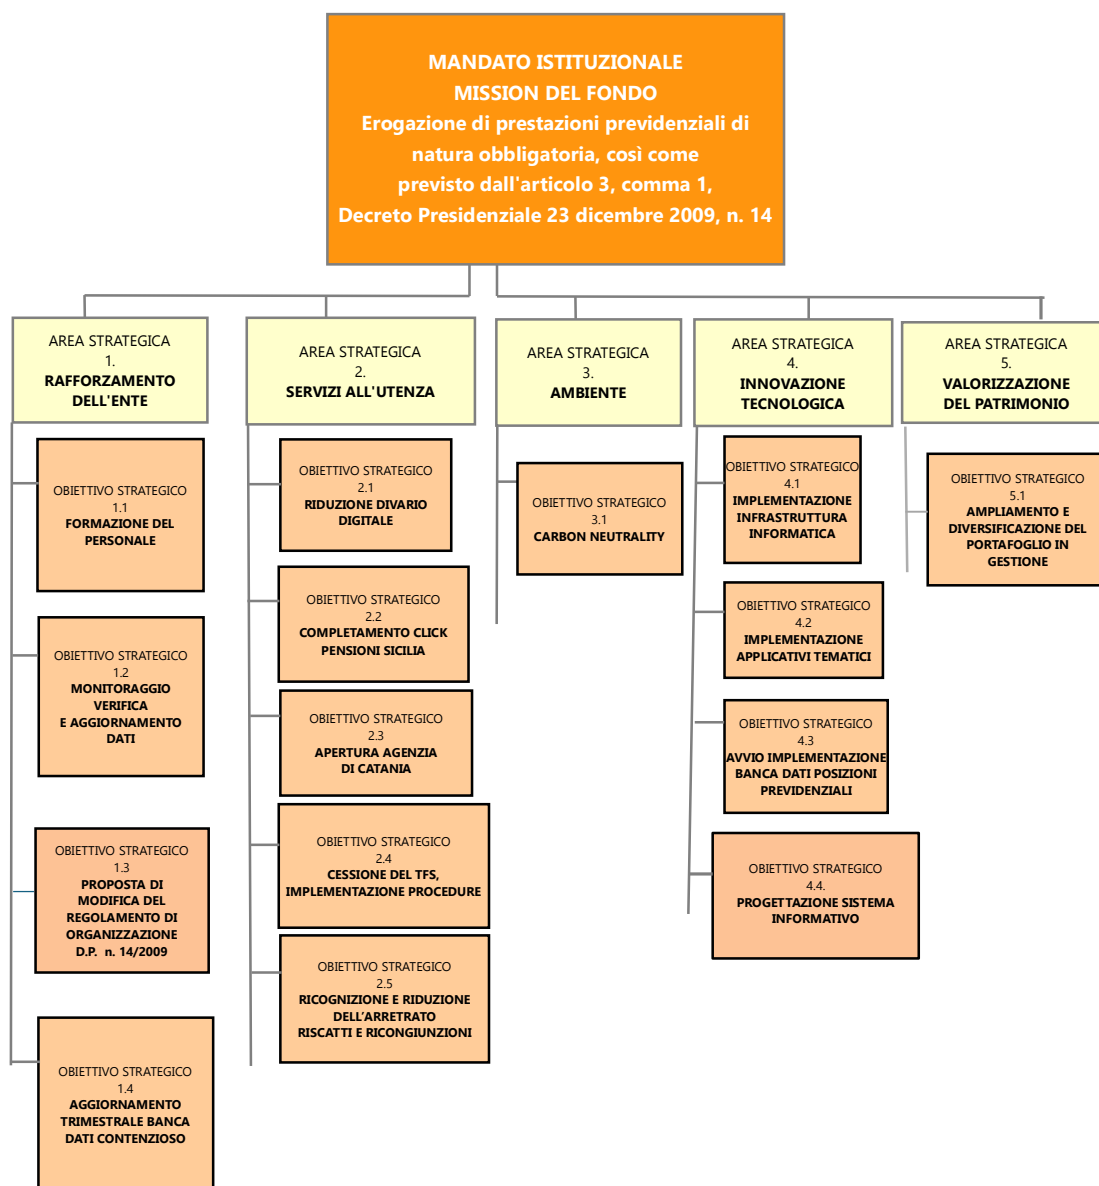 MANDATO ISTITUZIONALE
MISSION DEL FONDO
Erogazione di prestazioni previdenziali di
natura obbligatoria, così come
previsto dall'articolo 3, comma 1,
Decreto Presidenziale 23 dicembre 2009, n. 14
AREA STRATEGICA
1.
RAFFORZAMENTO
DELL'ENTE
OBIETTIVO STRATEGICO
1.1
FORMAZIONE DEL
PERSONALE
OBIETTIVO STRATEGICO
1.2
MONITORAGGIO
VERIFICA
E AGGIORNAMENTO
DATI
OBIETTIVO STRATEGICO
1.3
PROPOSTA DI
MODIFICA DEL
REGOLAMENTO DI
ORGANIZZAZIONE
D.P. n. 14/2009
OBIETTIVO STRATEGICO
1.4
AGGIORNAMENTO
TRIMESTRALE BANCA
DATI CONTENZIOSO
AREA STRATEGICA
2.
SERVIZI ALL'UTENZA
OBIETTIVO STRATEGICO
2.1
RIDUZIONE DIVARIO
DIGITALE
OBIETTIVO STRATEGICO
2.2
COMPLETAMENTO CLICK
PENSIONI SICILIA
OBIETTIVO STRATEGICO
2.3
APERTURA AGENZIA
DI CATANIA
OBIETTIVO STRATEGICO
2.4
CESSIONE DEL TFS,
IMPLEMENTAZIONE PROCEDURE
OBIETTIVO STRATEGICO
2.5
RICOGNIZIONE E RIDUZIONE
DELL’ARRETRATO
RISCATTI E RICONGIUNZIONI
AREA STRATEGICA
3.
AMBIENTE
OBIETTIVO STRATEGICO
3.1
CARBON NEUTRALITY
AREA STRATEGICA
4.
INNOVAZIONE
TECNOLOGICA
OBIETTIVO STRATEGICO
4.1
IMPLEMENTAZIONE
INFRASTRUTTURA
INFORMATICA
OBIETTIVO STRATEGICO
4.2
IMPLEMENTAZIONE
APPLICATIVI TEMATICI
OBIETTIVO STRATEGICO
4.3
AVVIO IMPLEMENTAZIONE
BANCA DATI POSIZIONI
PREVIDENZIALI
OBIETTIVO STRATEGICO
4.4.
PROGETTAZIONE SISTEMA
INFORMATIVO
AREA STRATEGICA
5.
VALORIZZAZIONE
DEL PATRIMONIO
OBIETTIVO STRATEGICO
5.1
AMPLIAMENTO E
DIVERSIFICAZIONE DEL
PORTAFOGLIO IN
GESTIONE